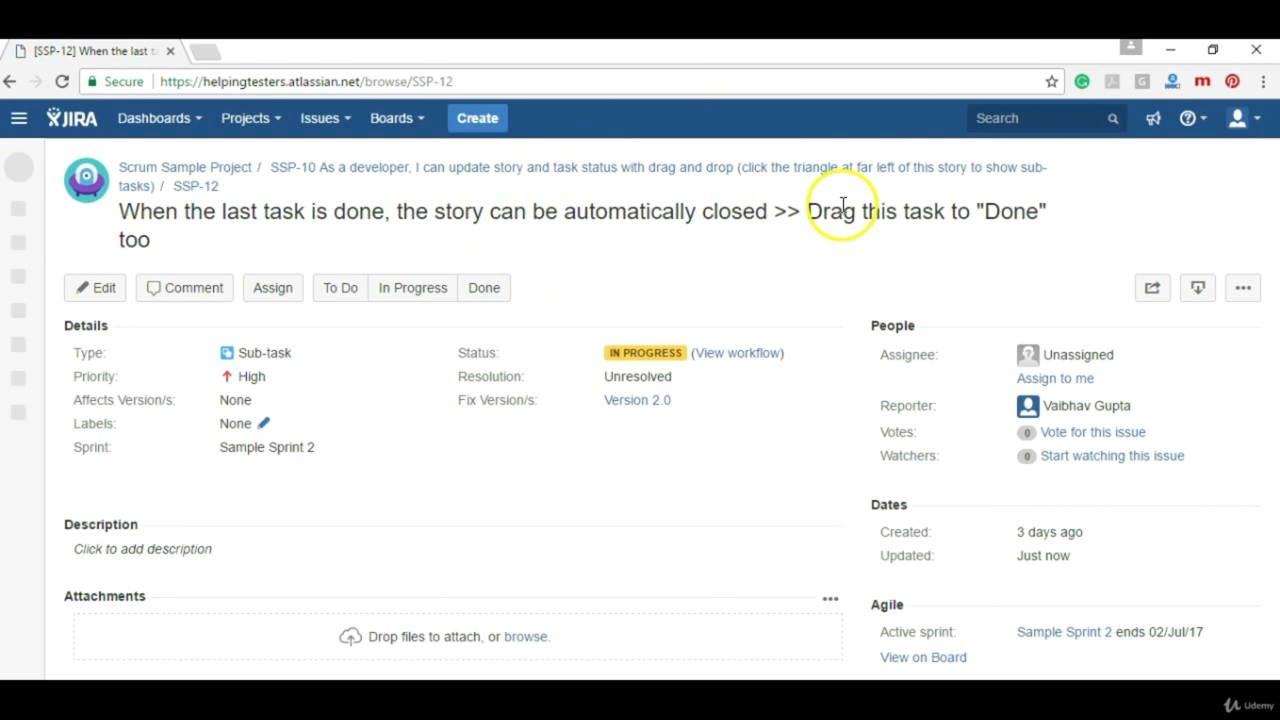 [SSP-12] When the last ta
Secure https://helpingtesters.atlassian.net/browse/SSP-12
JIRA Dashboards Projects Issues Boards Create Search
Scrum Sample Project / SSP-10 As a developer, I can update story and task status with drag and drop (click the triangle at far left of this story to show sub-
tasks) / SSP-12
When the last task is done, the story can be automatically closed >> Drag this task to "Done"
too
Edit Comment Assign To Do In Progress Done
Details
Type: Sub-task Status: IN PROGRESS (View workflow)
Priority: High Resolution: Unresolved
Affects Version/s: None Fix Version/s: Version 2.0
Labels: None
Sprint: Sample Sprint 2
Description
Click to add description
Attachments
Drop files to attach, or browse.
People
Assignee: Unassigned
Assign to me
Reporter: Vaibhav Gupta
Votes: 0 Vote for this issue
Watchers: 0 Start watching this issue
Dates
Created: 3 days ago
Updated: Just now
Agile
Active sprint: Sample Sprint 2 ends 02/Jul/17
View on Board
Udemy